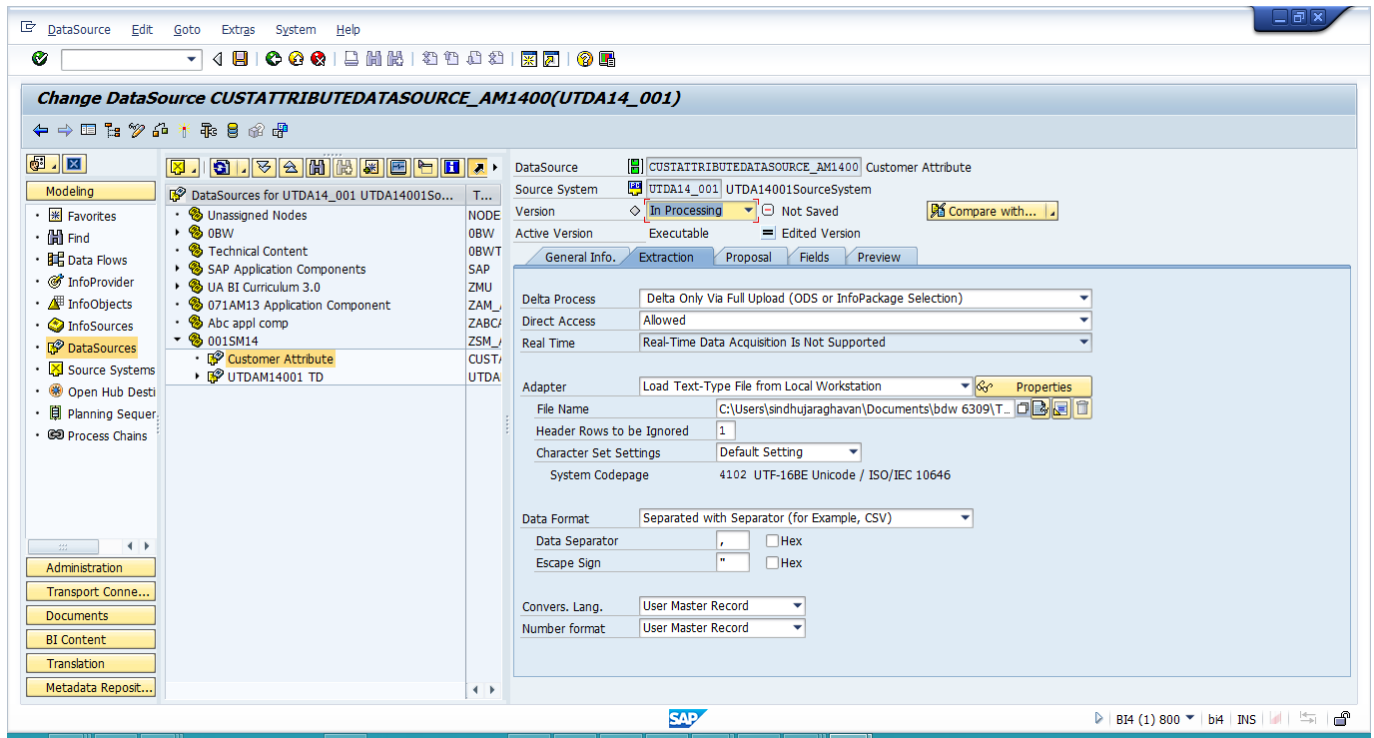 DataSource Edit Goto Extras System Help
Change DataSource CUSTATTRIBUTEDATASOURCE_AM1400(UTDA14_001)
Modeling
Favorites
Find
Data Flows
InfoProvider
InfoObjects
InfoSources
DataSources
Source Systems
Open Hub Desti
Planning Sequer
Process Chains
Administration
Transport Conne...
Documents
BI Content
Translation
Metadata Reposit...
DataSources for UTDA14_001 UTDA14001So... T...
Unassigned Nodes NODE
0BW 0BW
Technical Content 0BWT
SAP Application Components SAP
UA BI Curriculum 3.0 ZMU
071AM13 Application Component ZAM_
Abc appl comp ZABCA
001SM14 ZSM_
Customer Attribute CUST
UTDAM14001 TD UTDA
DataSource CUSTATTRIBUTEDATASOURCE_AM1400 Customer Attribute
Source System UTDA14_001 UTDA14001SourceSystem
Version In Processing Not Saved Compare with...
Active Version Executable Edited Version
General Info. Extraction Proposal Fields Preview
Delta Process Delta Only Via Full Upload (ODS or InfoPackage Selection)
Direct Access Allowed
Real Time Real-Time Data Acquisition Is Not Supported
Adapter Load Text-Type File from Local Workstation Properties
File Name C:\Users\sindhujaraghavan\Documents\bdw 6309\T_
Header Rows to be Ignored 1
Character Set Settings Default Setting
System Codepage 4102 UTF-16BE Unicode / ISO/IEC 10646
Data Format Separated with Separator (for Example, CSV)
Data Separator , Hex
Escape Sign " Hex
Convers. Lang. User Master Record
Number format User Master Record
SAP BI4 (1) 800 bi4 INS